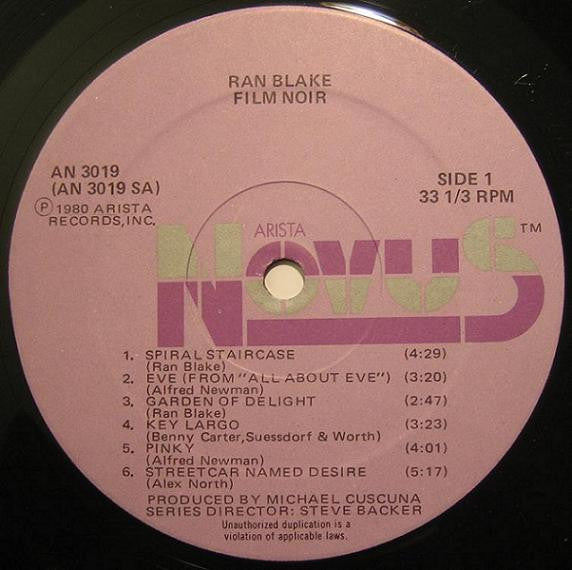 RAN BLAKE
FILM NOIR
AN 3019
(AN 3019 SA)
Ⓟ 1980 ARISTA
RECORDS, INC.
SIDE 1
33 1/3 RPM
ARISTA
NOVUS™
1. SPIRAL STAIRCASE (4:29)
(Ran Blake)
2. EVE (FROM "ALL ABOUT EVE") (3:20)
(Alfred Newman)
3. GARDEN OF DELIGHT (2:47)
(Ran Blake)
4. KEY LARGO (3:23)
(Benny Carter, Suessdorf & Worth)
5. PINKY (4:01)
(Alfred Newman)
6. STREETCAR NAMED DESIRE (5:17)
(Alex North)
PRODUCED BY MICHAEL CUSCUNA
SERIES DIRECTOR: STEVE BACKER
Unauthorized duplication is a
violation of applicable laws.